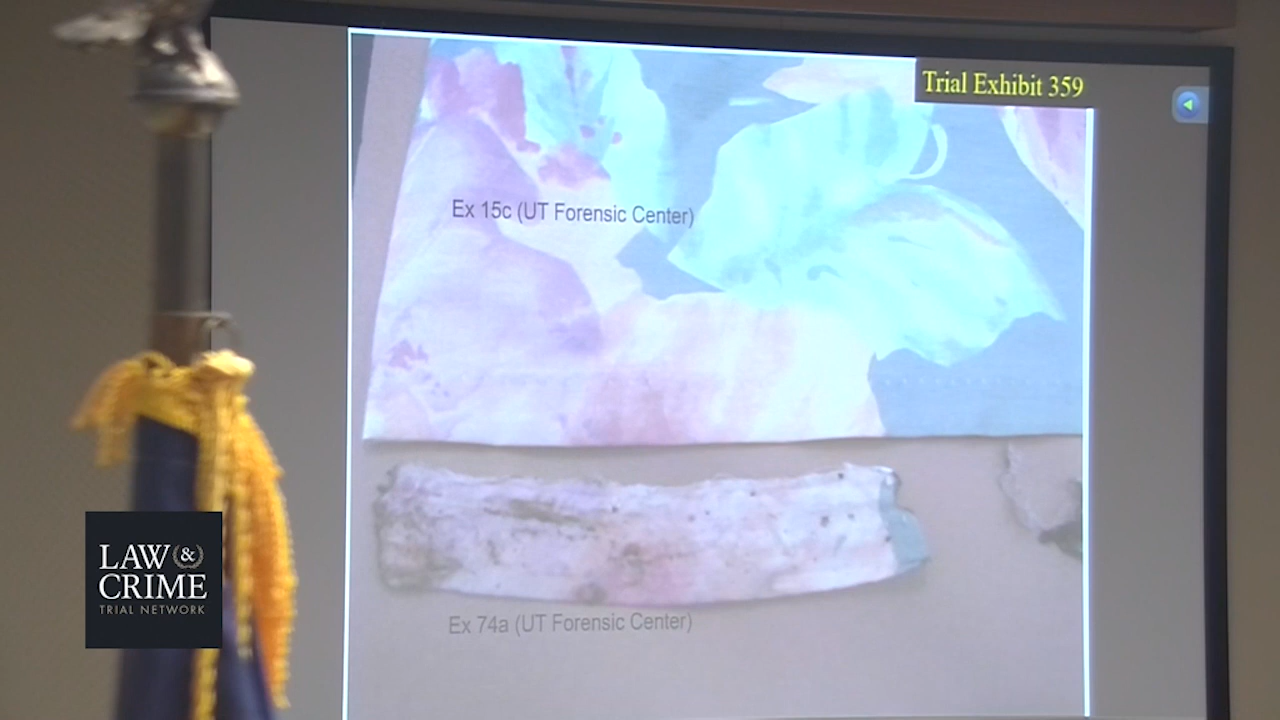 Trial Exhibit 359
Ex 15c (UT Forensic Center)
Ex 74a (UT Forensic Center)
LAW &
CRIME
TRIAL NETWORK